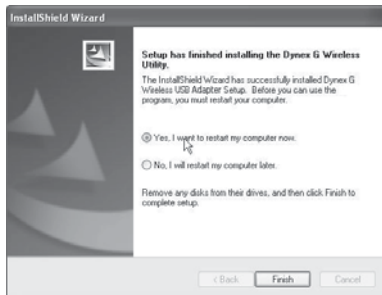 InstallShield Wizard
Setup has finished installing the Dynex G Wireless
Utility.
The InstallShield Wizard has successfully installed Dynex G
Wireless USB Adapter Setup. Before you can use the
program, you must restart your computer.
Yes, I want to restart my computer now.
No, I will restart my computer later.
Remove any disks from their drives, and then click Finish to
complete setup.
< Back Finish Cancel